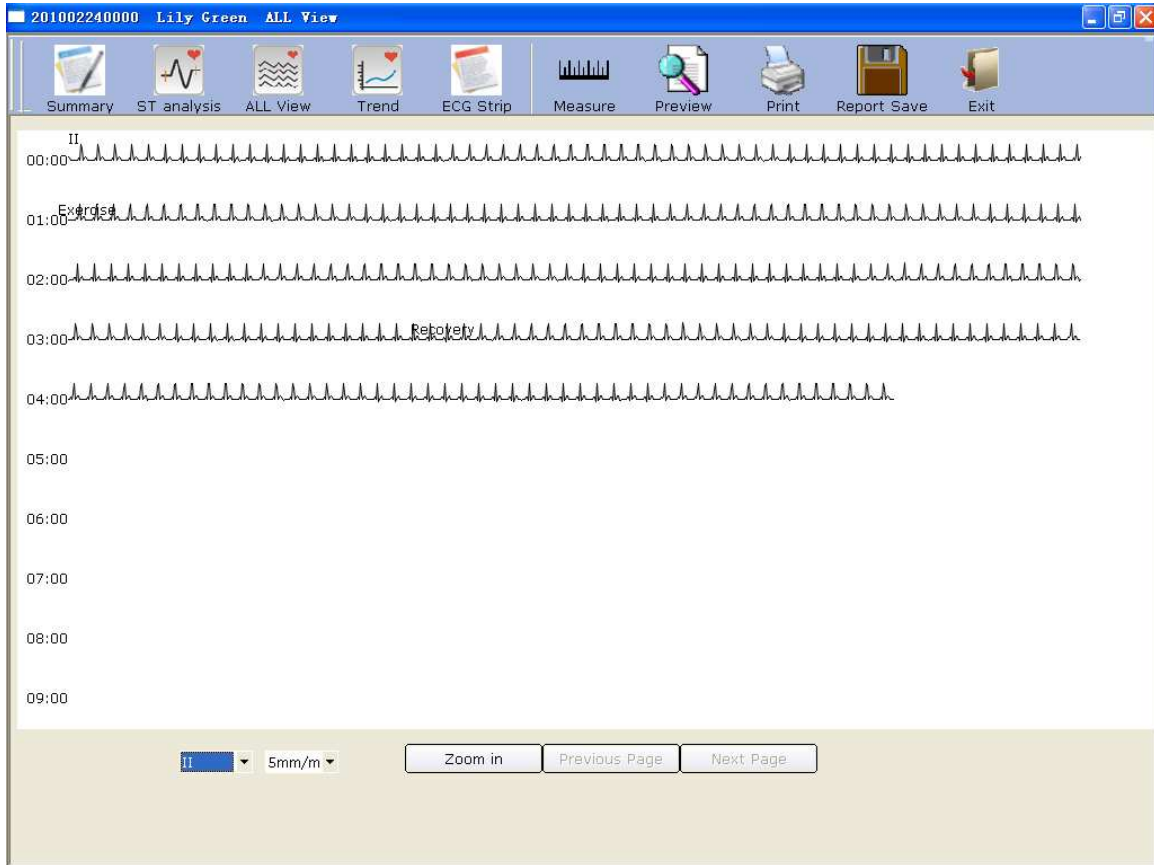 201002240000 Lily Green ALL View
Summary ST analysis ALL View Trend ECG Strip Measure Preview Print Report Save Exit
II
00:00
Exercise
01:00
02:00
03:00 Recovery
04:00
05:00
06:00
07:00
08:00
09:00
II 5mm/m Zoom in Previous Page Next Page